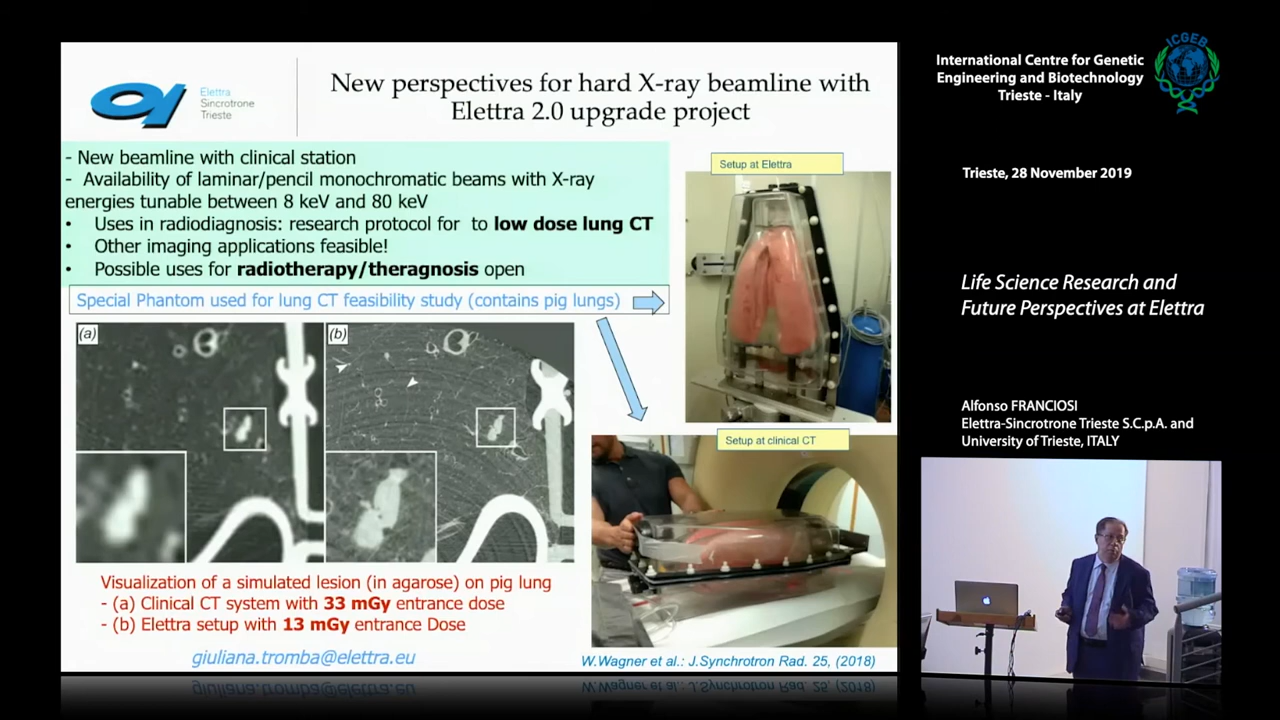 Elettra
Sincrotrone
Trieste
New perspectives for hard X-ray beamline with
Elettra 2.0 upgrade project
- New beamline with clinical station
- Availability of laminar/pencil monochromatic beams with X-ray
energies tunable between 8 keV and 80 keV
• Uses in radiodiagnosis: research protocol for to low dose lung CT
• Other imaging applications feasible!
• Possible uses for radiotherapy/theragnosis open
Special Phantom used for lung CT feasibility study (contains pig lungs)
(a)
(b)
Visualization of a simulated lesion (in agarose) on pig lung
- (a) Clinical CT system with 33 mGy entrance dose
- (b) Elettra setup with 13 mGy entrance Dose
giuliana.tromba@elettra.eu
Setup at Elettra
Setup at clinical CT
W.Wagner et al.: J.Synchrotron Rad. 25, (2018)
International Centre for Genetic
Engineering and Biotechnology
Trieste - Italy
ICGEB
Trieste, 28 November 2019
Life Science Research and
Future Perspectives at Elettra
Alfonso FRANCIOSI
Elettra-Sincrotrone Trieste S.C.p.A. and
University of Trieste, ITALY